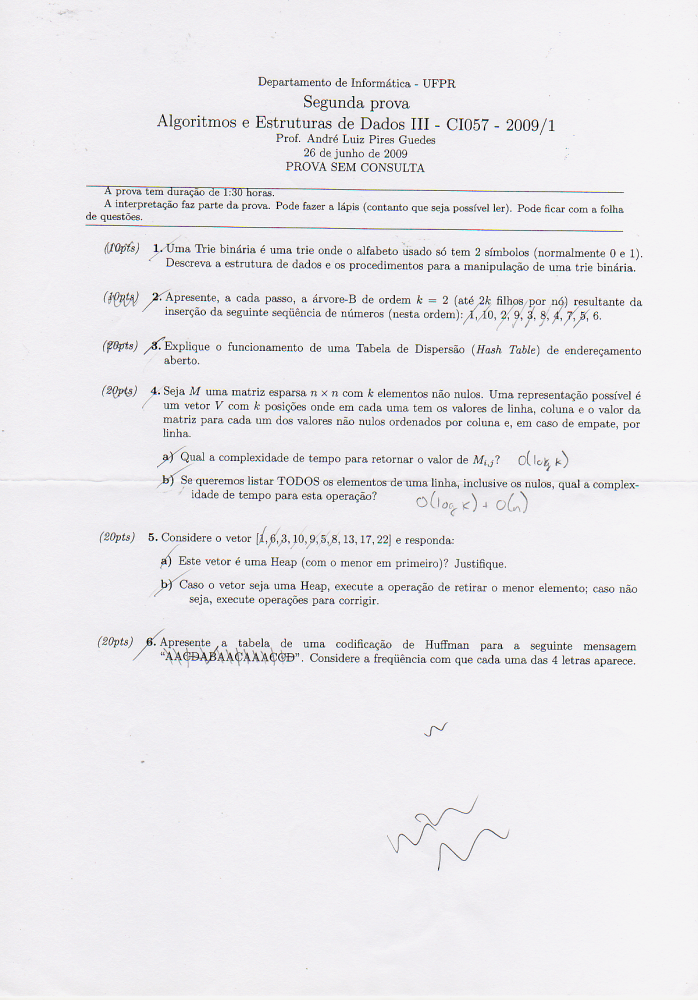 Departamento de Informática - UFPR
Segunda prova
Algoritmos e Estruturas de Dados III - CI057 - 2009/1
Prof. André Luiz Pires Guedes
26 de junho de 2009
PROVA SEM CONSULTA
A prova tem duração de 1:30 horas.
A interpretação faz parte da prova. Pode fazer a lápis (contanto que seja possível ler). Pode ficar com a folha
de questões.
(10pts) 1. Uma Trie binária é uma trie onde o alfabeto usado só tem 2 símbolos (normalmente 0 e 1).
Descreva a estrutura de dados e os procedimentos para a manipulação de uma trie binária.
(10pts) 2. Apresente, a cada passo, a árvore-B de ordem k = 2 (até 2k filhos por nó) resultante da
inserção da seguinte seqüência de números (nesta ordem): 1, 10, 2, 9, 3, 8, 4, 7, 5, 6.
(20pts) 3. Explique o funcionamento de uma Tabela de Dispersão (Hash Table) de endereçamento
aberto.
(20pts) 4. Seja M uma matriz esparsa n × n com k elementos não nulos. Uma representação possível é
um vetor V com k posições onde em cada uma tem os valores de linha, coluna e o valor da
matriz para cada um dos valores não nulos ordenados por coluna e, em caso de empate, por
linha.
a) Qual a complexidade de tempo para retornar o valor de Mi,j? O(log k)
b) Se queremos listar TODOS os elementos de uma linha, inclusive os nulos, qual a complex-
idade de tempo para esta operação? O(log k) + O(n)
(20pts) 5. Considere o vetor [1, 6, 3, 10, 9, 5, 8, 13, 17, 22] e responda:
a) Este vetor é uma Heap (com o menor em primeiro)? Justifique.
b) Caso o vetor seja uma Heap, execute a operação de retirar o menor elemento; caso não
seja, execute operações para corrigir.
(20pts) 6. Apresente a tabela de uma codificação de Huffman para a seguinte mensagem
“AACDABAACAAACCD”. Considere a freqüência com que cada uma das 4 letras aparece.